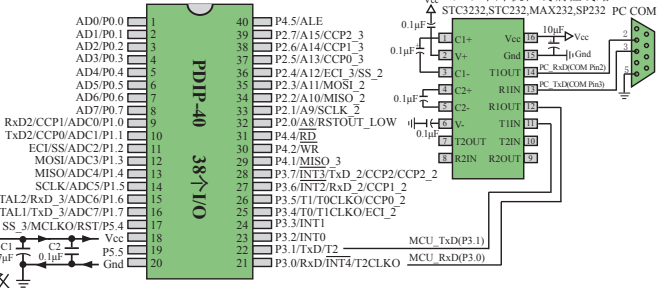 AD0/P0.0 1
AD1/P0.1 2
AD2/P0.2 3
AD3/P0.3 4
AD4/P0.4 5
AD5/P0.5 6
AD6/P0.6 7
AD7/P0.7 8
RxD2/CCP1/ADC0/P1.0 9
TxD2/CCP0/ADC1/P1.1 10
ECI/SS/ADC2/P1.2 11
MOSI/ADC3/P1.3 12
MISO/ADC4/P1.4 13
SCLK/ADC5/P1.5 14
TAL2/RxD_3/ADC6/P1.6 15
TAL1/TxD_3/ADC7/P1.7 16
SS_3/MCLKO/RST/P5.4 17
Vcc 18
P5.5 19
Gnd 20
C1
µF
C2
0.1µF
PDIP-40 38个I/O
40 P4.5/ALE
39 P2.7/A15/CCP2_3
38 P2.6/A14/CCP1_3
37 P2.5/A13/CCP0_3
36 P2.4/A12/ECI_3/SS_2
35 P2.3/A11/MOSI_2
34 P2.2/A10/MISO_2
33 P2.1/A9/SCLK_2
32 P2.0/A8/RSTOUT_LOW
31 P4.4/RD
30 P4.2/WR
29 P4.1/MISO_3
28 P3.7/INT3/TxD_2/CCP2/CCP2_2
27 P3.6/INT2/RxD_2/CCP1_2
26 P3.5/T1/T0CLKO/CCP0_2
25 P3.4/T0/T1CLKO/ECI_2
24 P3.3/INT1
23 P3.2/INT0
22 P3.1/TxD/T2
21 P3.0/RxD/INT4/T2CLKO
MCU_TxD(P3.1)
MCU_RxD(P3.0)
Vcc
STC3232,STC232,MAX232,SP232
PC COM
0.1µF
0.1µF
0.1µF
0.1µF
1 C1+
2 V+
3 C1-
4 C2+
5 C2-
6 V-
7 T2OUT
8 R2IN
Vcc 16
Gnd 15
T1OUT 14
R1IN 13
R1OUT 12
T1IN 11
T2IN 10
R2OUT 9
10µF
Vcc
Gnd
PC_RxD(COM Pin2)
PC_TxD(COM Pin3)
2
3
5